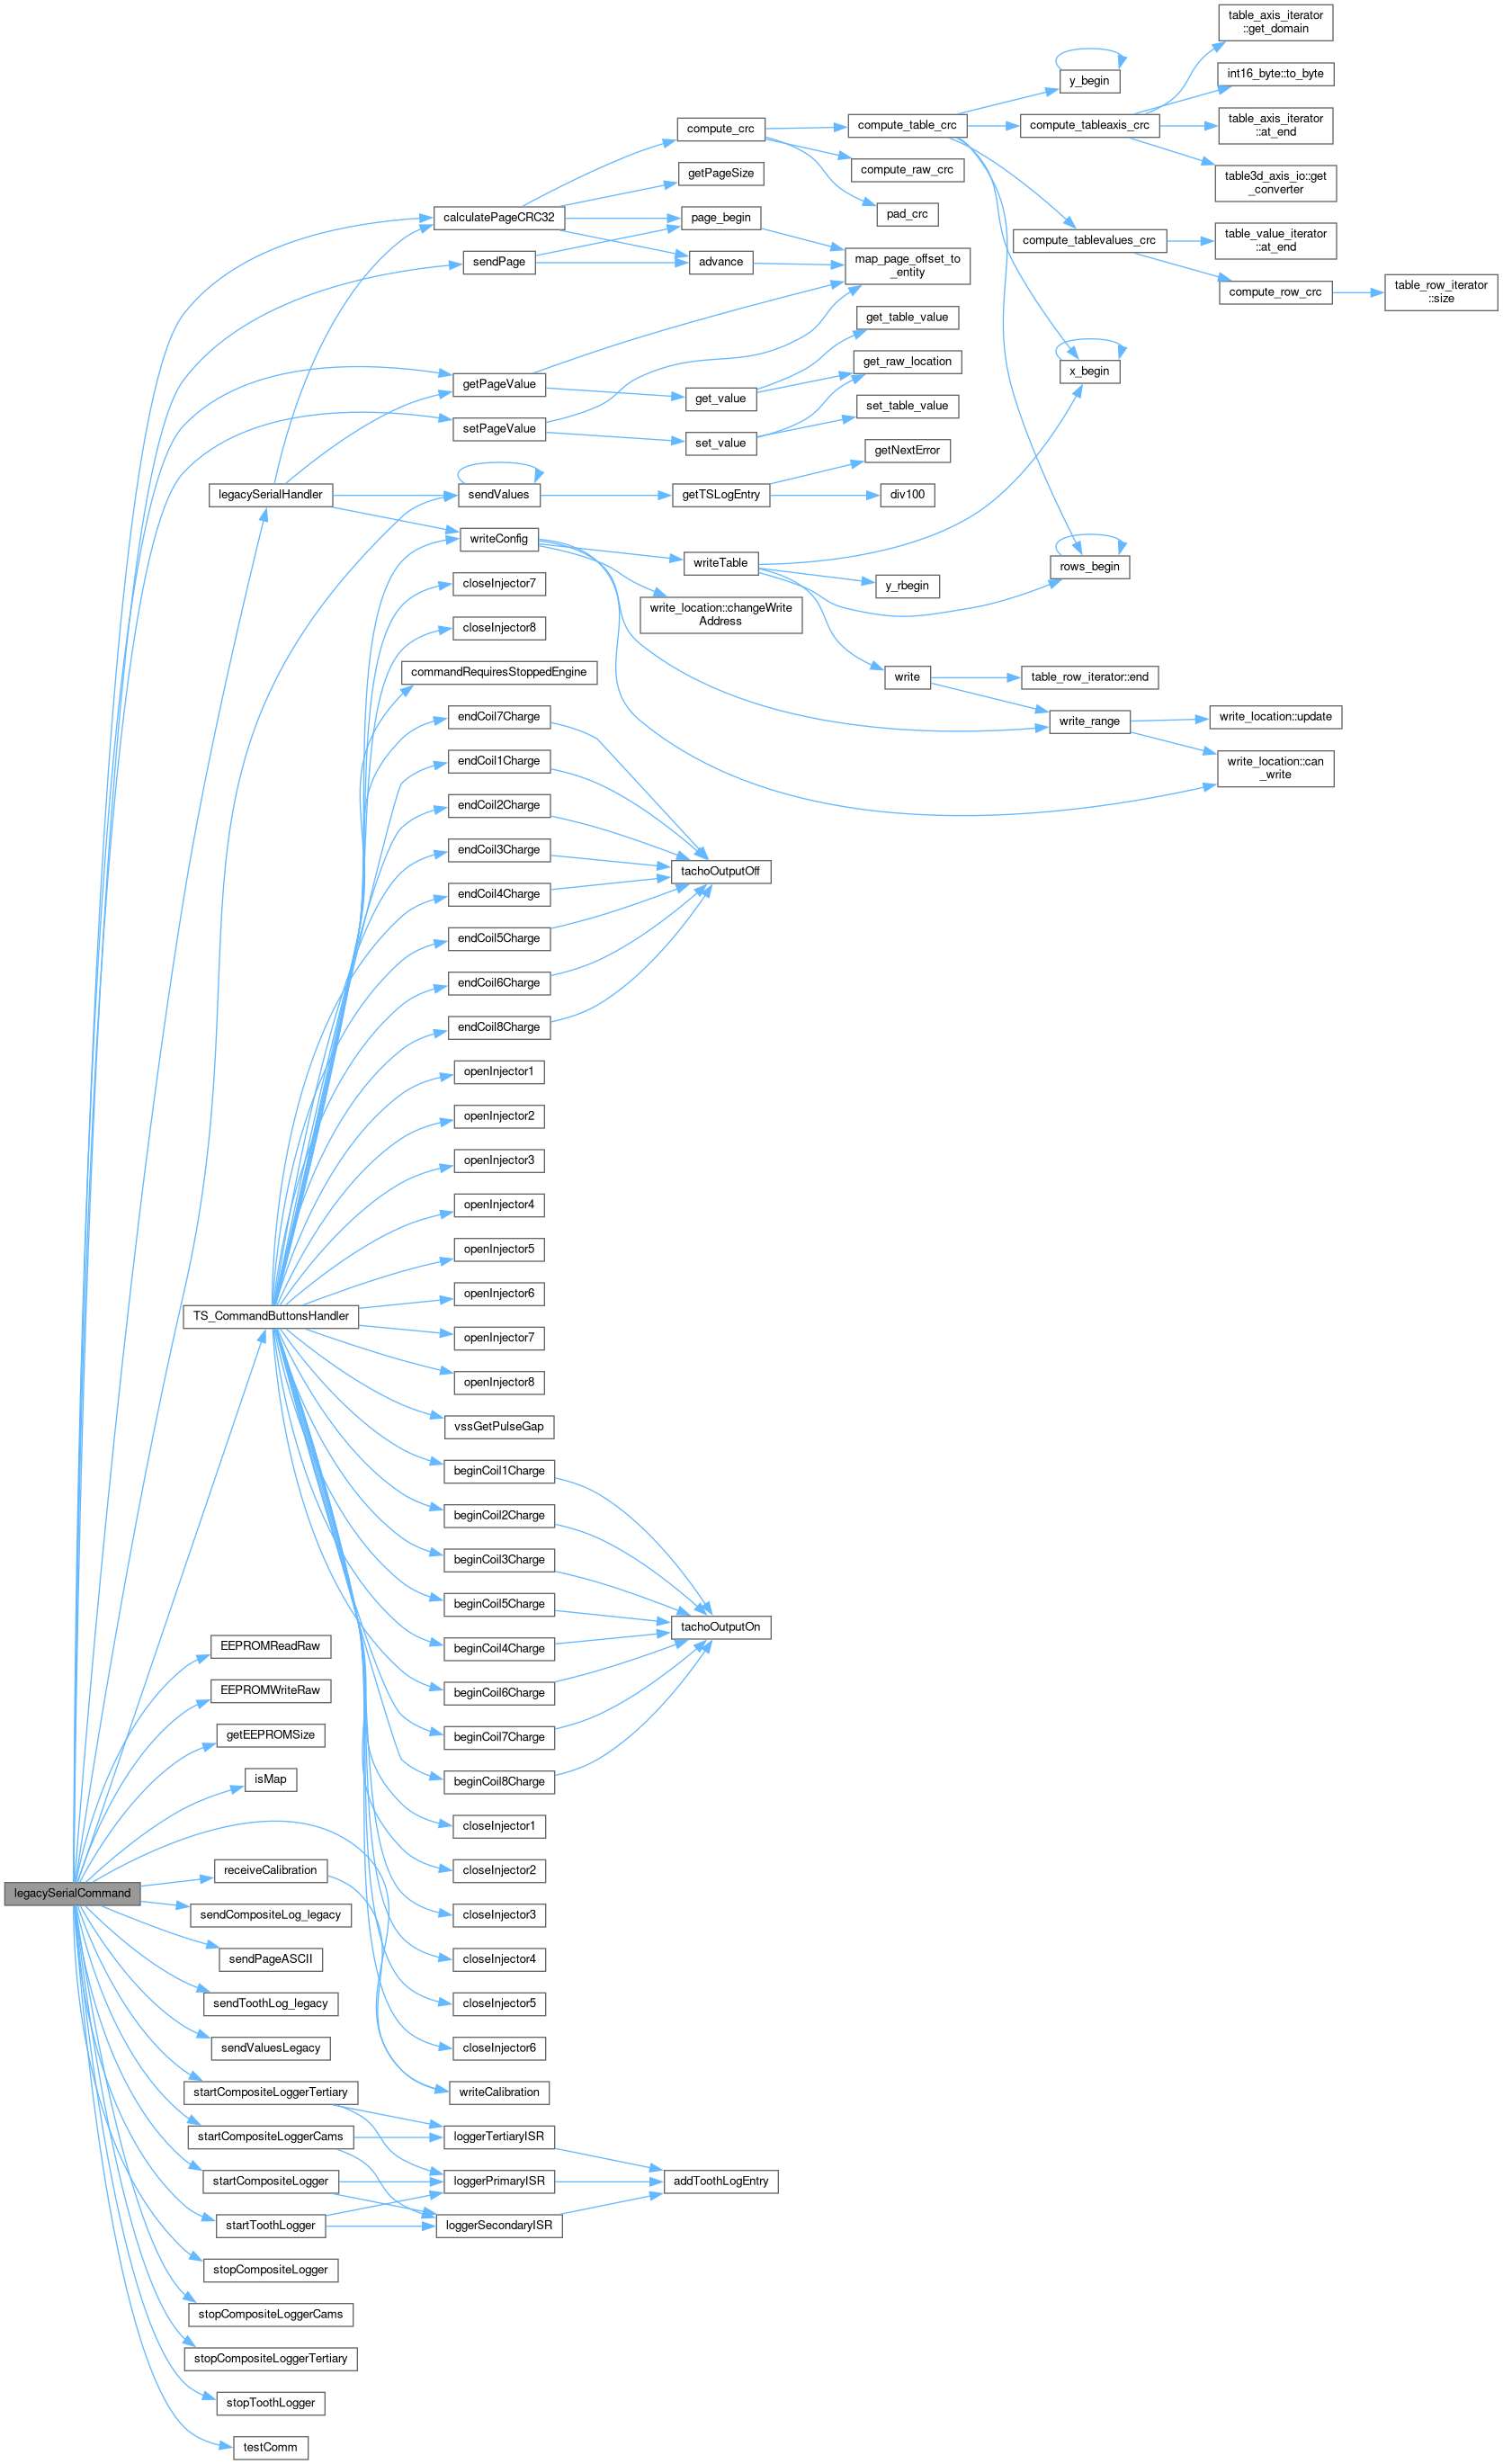 table_axis_iterator
::get_domain
y_begin
int16_byte::to_byte
compute_crc
compute_table_crc
compute_tableaxis_crc
table_axis_iterator
::at_end
getPageSize
compute_raw_crc
table3d_axis_io::get
_converter
calculatePageCRC32
page_begin
pad_crc
compute_tablevalues_crc
table_value_iterator
::at_end
sendPage
advance
map_page_offset_to
_entity
compute_row_crc
table_row_iterator
::size
get_table_value
get_raw_location
x_begin
getPageValue
get_value
set_table_value
setPageValue
set_value
getNextError
legacySerialHandler
sendValues
getTSLogEntry
div100
writeConfig
writeTable
rows_begin
closeInjector7
y_rbegin
write_location::changeWrite
Address
closeInjector8
commandRequiresStoppedEngine
write
table_row_iterator::end
endCoil7Charge
write_range
write_location::update
endCoil1Charge
write_location::can
_write
endCoil2Charge
endCoil3Charge
tachoOutputOff
endCoil4Charge
endCoil5Charge
endCoil6Charge
endCoil8Charge
openInjector1
openInjector2
openInjector3
openInjector4
openInjector5
openInjector6
TS_CommandButtonsHandler
openInjector7
openInjector8
vssGetPulseGap
beginCoil1Charge
beginCoil2Charge
beginCoil3Charge
beginCoil5Charge
tachoOutputOn
EEPROMReadRaw
beginCoil4Charge
EEPROMWriteRaw
beginCoil6Charge
getEEPROMSize
beginCoil7Charge
isMap
beginCoil8Charge
closeInjector1
receiveCalibration
closeInjector2
legacySerialCommand
sendCompositeLog_legacy
closeInjector3
sendPageASCII
closeInjector4
sendToothLog_legacy
closeInjector5
sendValuesLegacy
closeInjector6
startCompositeLoggerTertiary
writeCalibration
startCompositeLoggerCams
loggerTertiaryISR
startCompositeLogger
loggerPrimaryISR
addToothLogEntry
startToothLogger
loggerSecondaryISR
stopCompositeLogger
stopCompositeLoggerCams
stopCompositeLoggerTertiary
stopToothLogger
testComm